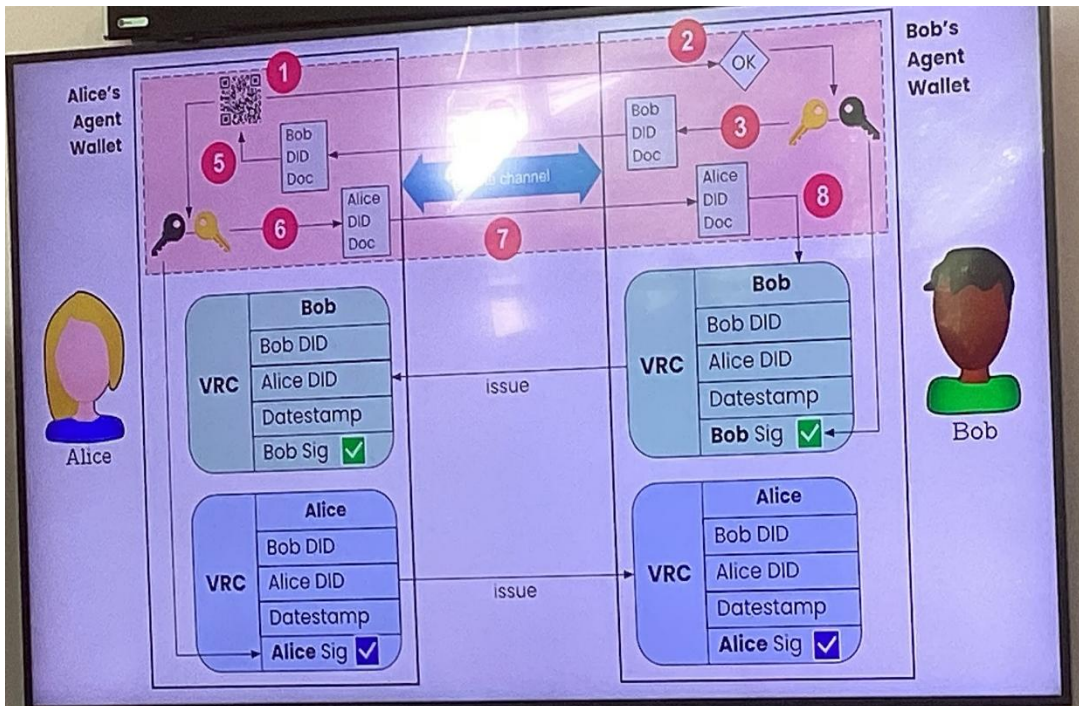 Alice's
Agent
Wallet
Bob's
Agent
Wallet
1
2
OK
Bob
DID
Doc
5
Bob
DID
Doc
3
channel
Alice
DID
Doc
6
7
Alice
DID
Doc
8
Alice
Bob
VRC
Bob
Bob DID
Alice DID
Datestamp
Bob Sig
issue
VRC
Bob
Bob DID
Alice DID
Datestamp
Bob Sig
VRC
Alice
Bob DID
Alice DID
Datestamp
Alice Sig
issue
VRC
Alice
Bob DID
Alice DID
Datestamp
Alice Sig